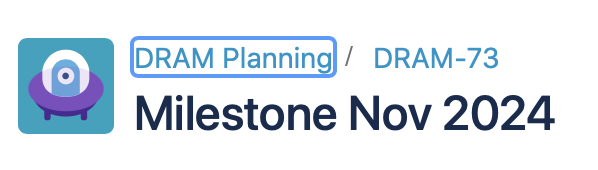 DRAM Planning / DRAM-73
Milestone Nov 2024